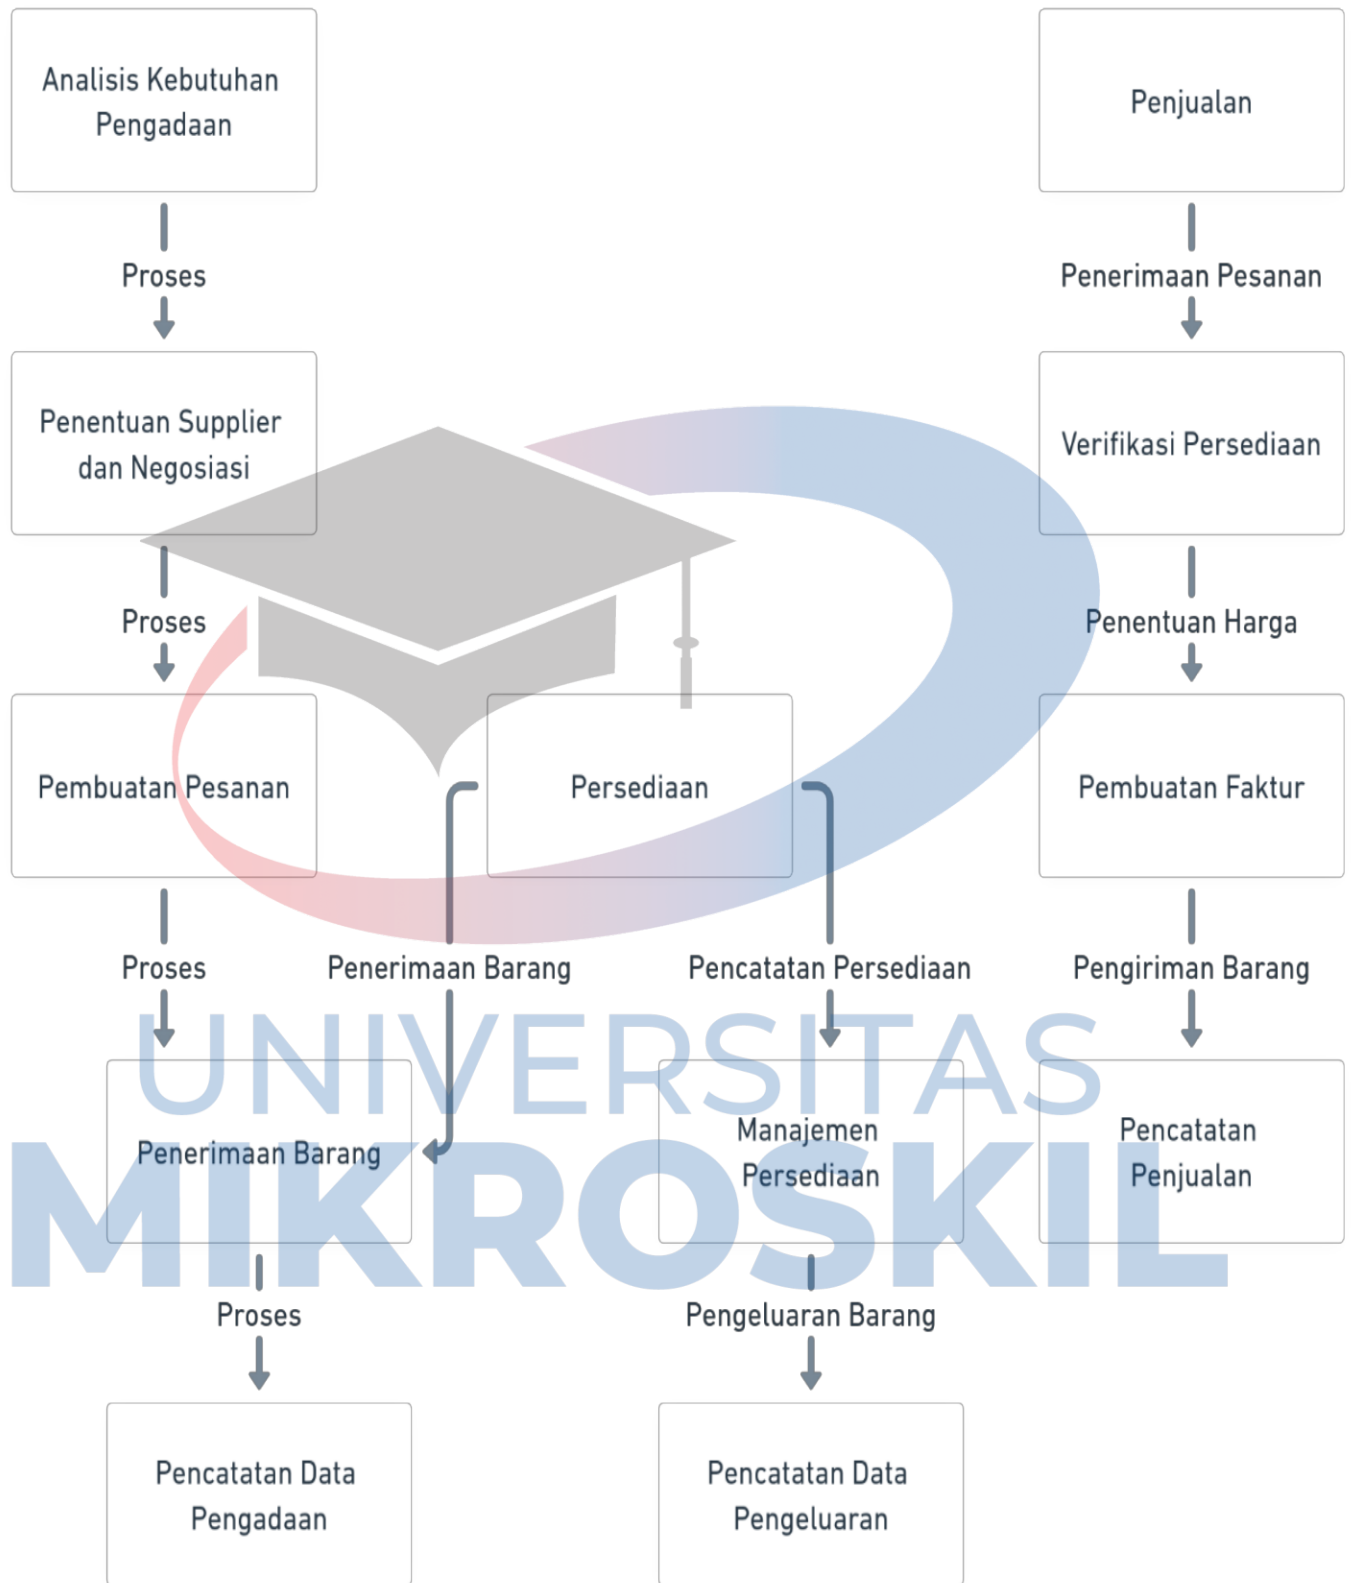 Analisis Kebutuhan
Pengadaan
Penjualan
Proses
Penerimaan Pesanan
Penentuan Supplier
dan Negosiasi
Verifikasi Persediaan
Proses
Penentuan Harga
Pembuatan Pesanan
Persediaan
Pembuatan Faktur
Proses
Penerimaan Barang
Pencatatan Persediaan
Pengiriman Barang
UNIVERSITAS
MIKROSKIL
Penerimaan Barang
Manajemen
Persediaan
Pencatatan
Penjualan
Proses
Pengeluaran Barang
Pencatatan Data
Pengadaan
Pencatatan Data
Pengeluaran